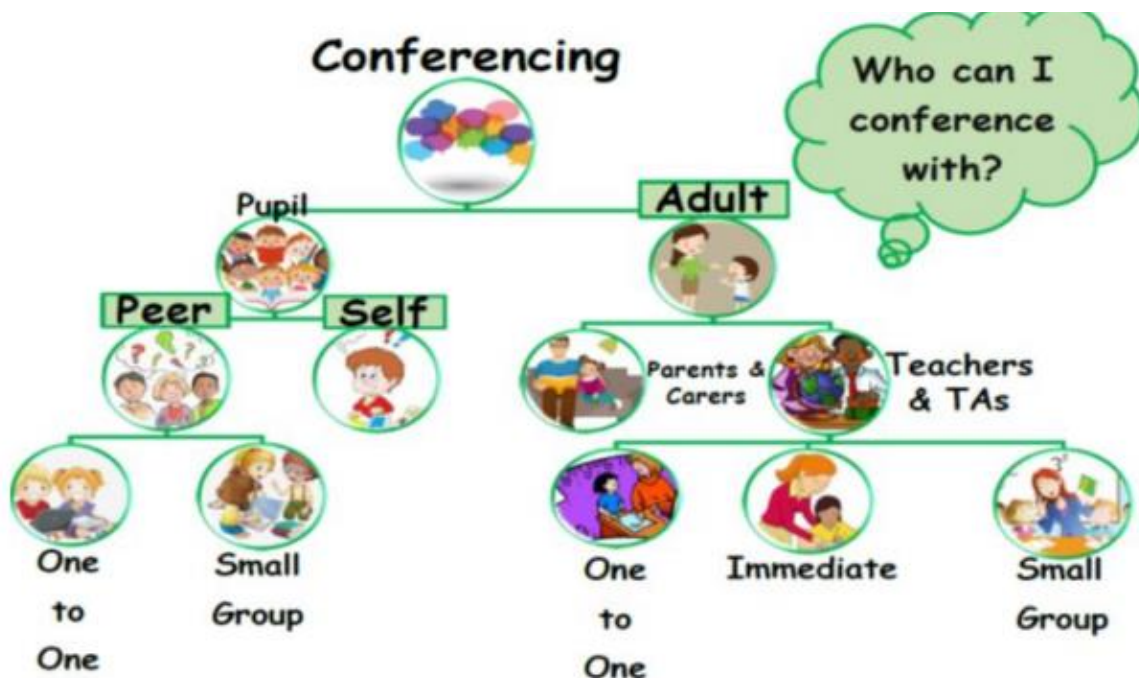 Conferencing
Who can I
conference
with?
Pupil
Adult
Peer
Self
Parents &
Carers
Teachers
& TAs
One
to
One
Small
Group
One
to
One
Immediate
Small
Group